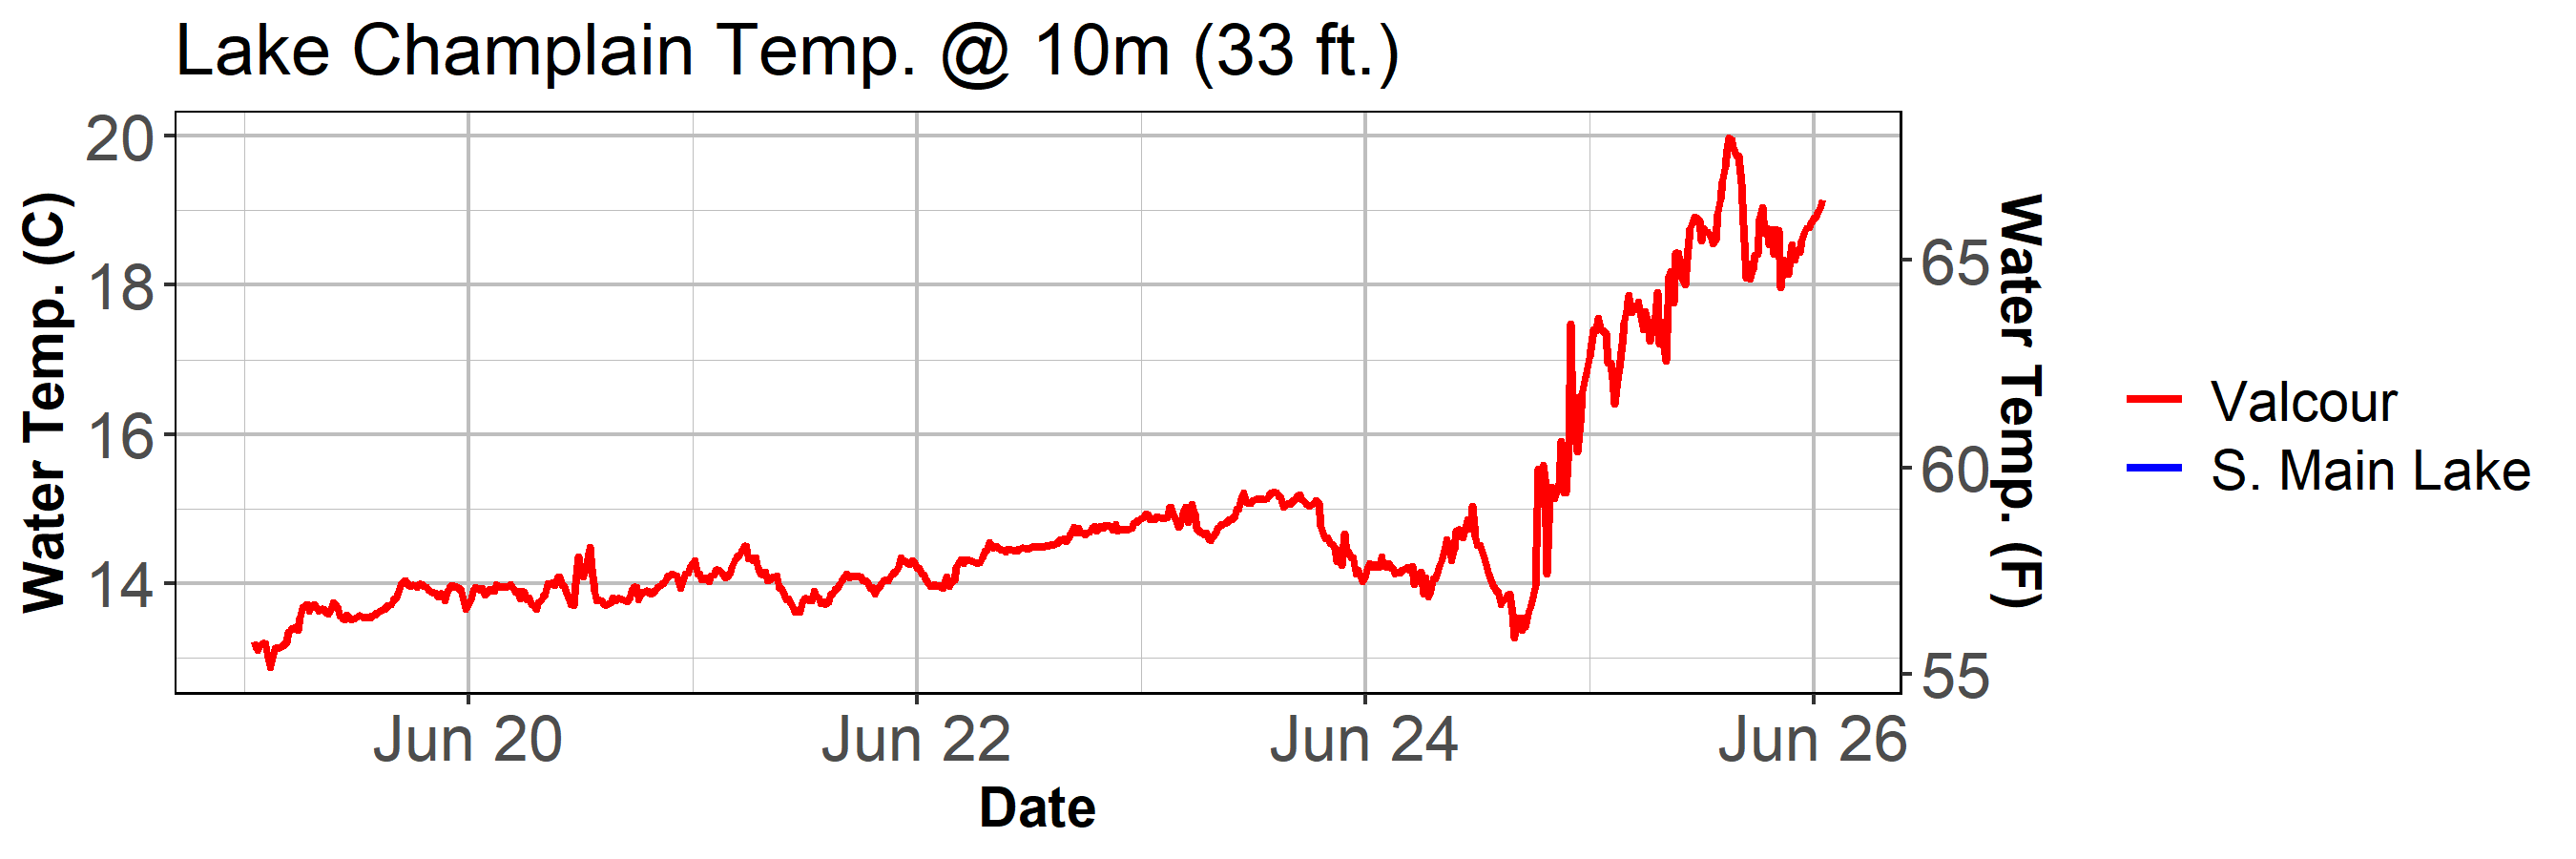 Lake Champlain Temp. @ 10m (33 ft.)
Water Temp. (C)
20
18
16
14
65
60
55
Water Temp. (F)
Jun 20
Jun 22
Jun 24
Jun 26
Date
Valcour
S. Main Lake